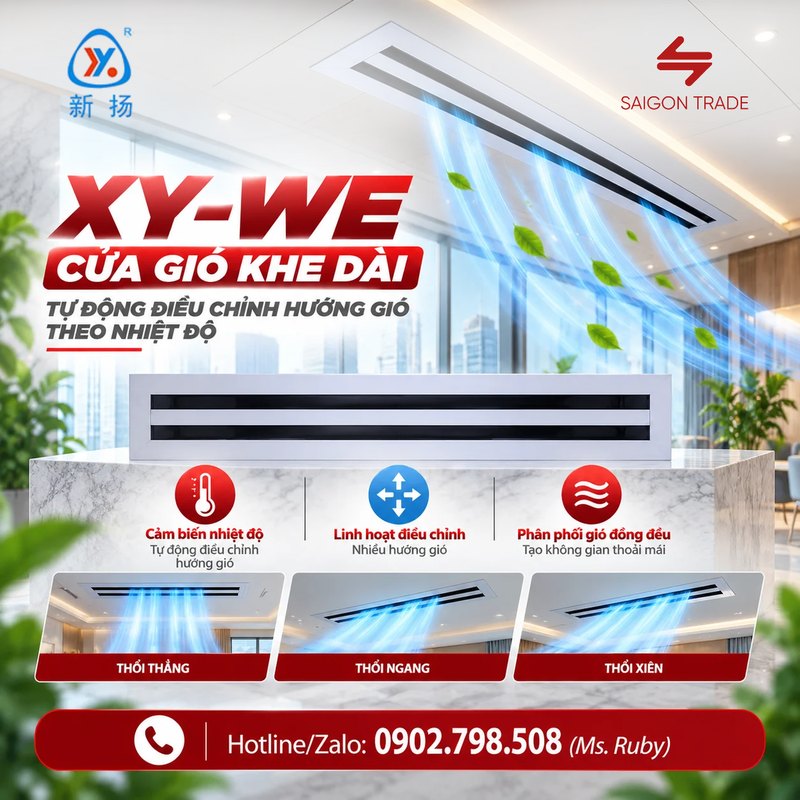 XY
R
新扬
SAIGON TRADE
XY-WE
CỬA GIÓ KHE DÀI
TỰ ĐỘNG ĐIỀU CHỈNH HƯỚNG GIÓ
THEO NHIỆT ĐỘ
Cảm biến nhiệt độ
Tự động điều chỉnh
hướng gió
Linh hoạt điều chỉnh
Nhiều hướng gió
Phân phối gió đồng đều
Tạo không gian thoải mái
THỔI THẲNG
THỔI NGANG
THỔI XIÊN
Hotline/Zalo: 0902.798.508 (Ms. Ruby)